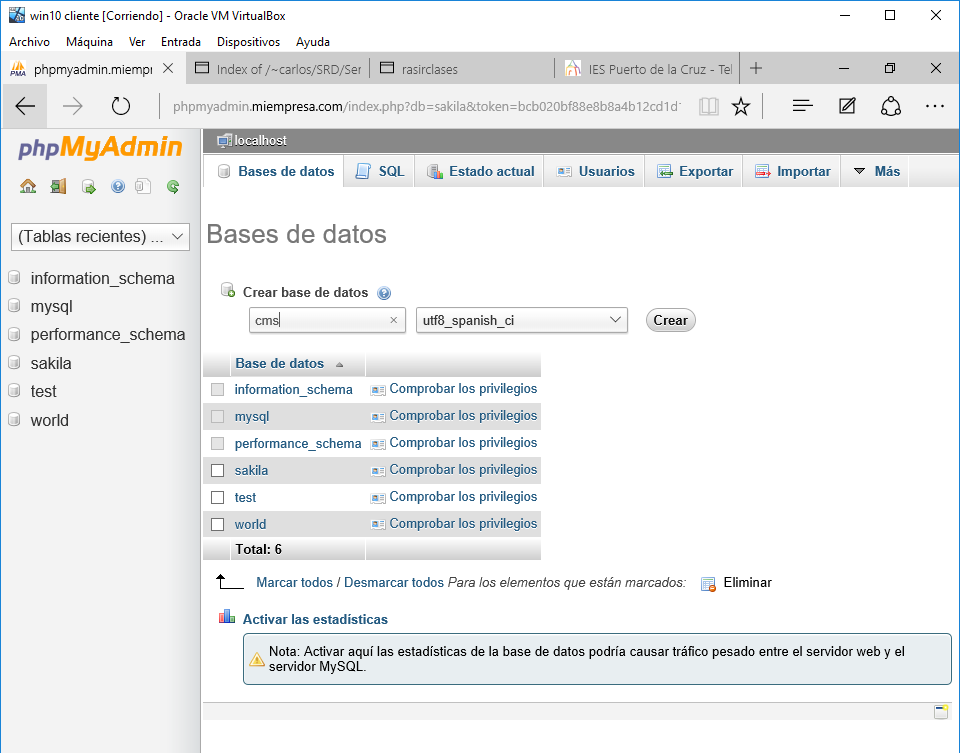 win10 cliente [Corriendo] - Oracle VM VirtualBox
Archivo Máquina Ver Entrada Dispositivos Ayuda
phpmyadmin.miempr Index of /~carlos/SRD/Ser rasirclases IES Puerto de la Cruz - Tel
phpmyadmin.miempresa.com/index.php?db=sakila&token=bcb020bf88e8b8a4b12cd1d
phpMyAdmin
(Tablas recientes) ...
information_schema
mysql
performance_schema
sakila
test
world
localhost
Bases de datos SQL Estado actual Usuarios Exportar Importar Más
Bases de datos
Crear base de datos
cms utf8_spanish_ci Crear
Base de datos
information_schema Comprobar los privilegios
mysql Comprobar los privilegios
performance_schema Comprobar los privilegios
sakila Comprobar los privilegios
test Comprobar los privilegios
world Comprobar los privilegios
Total: 6
Marcar todos / Desmarcar todos Para los elementos que están marcados: Eliminar
Activar las estadísticas
Nota: Activar aquí las estadísticas de la base de datos podría causar tráfico pesado entre el servidor web y el
servidor MySQL.